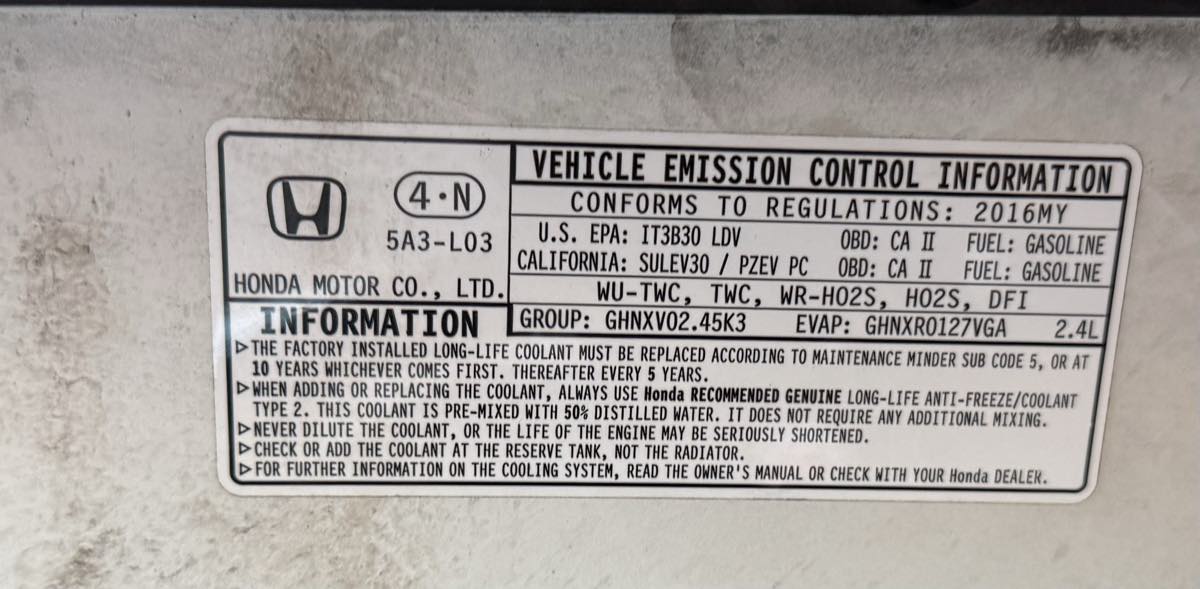 VEHICLE EMISSION CONTROL INFORMATION
4·N
5A3-L03
HONDA MOTOR CO., LTD.
CONFORMS TO REGULATIONS: 2016MY
U.S. EPA: IT3B30 LDV OBD: CA II FUEL: GASOLINE
CALIFORNIA: SULEV30 / PZEV PC OBD: CA II FUEL: GASOLINE
WU-TWC, TWC, WR-HO2S, HO2S, DFI
GROUP: GHNXV02.45K3 EVAP: GHNXR0127VGA 2.4L
INFORMATION
▷THE FACTORY INSTALLED LONG-LIFE COOLANT MUST BE REPLACED ACCORDING TO MAINTENANCE MINDER SUB CODE 5, OR AT
10 YEARS WHICHEVER COMES FIRST. THEREAFTER EVERY 5 YEARS.
▷WHEN ADDING OR REPLACING THE COOLANT, ALWAYS USE Honda RECOMMENDED GENUINE LONG-LIFE ANTI-FREEZE/COOLANT
TYPE 2. THIS COOLANT IS PRE-MIXED WITH 50% DISTILLED WATER. IT DOES NOT REQUIRE ANY ADDITIONAL MIXING.
▷NEVER DILUTE THE COOLANT, OR THE LIFE OF THE ENGINE MAY BE SERIOUSLY SHORTENED.
▷CHECK OR ADD THE COOLANT AT THE RESERVE TANK, NOT THE RADIATOR.
▷FOR FURTHER INFORMATION ON THE COOLING SYSTEM, READ THE OWNER'S MANUAL OR CHECK WITH YOUR Honda DEALER.